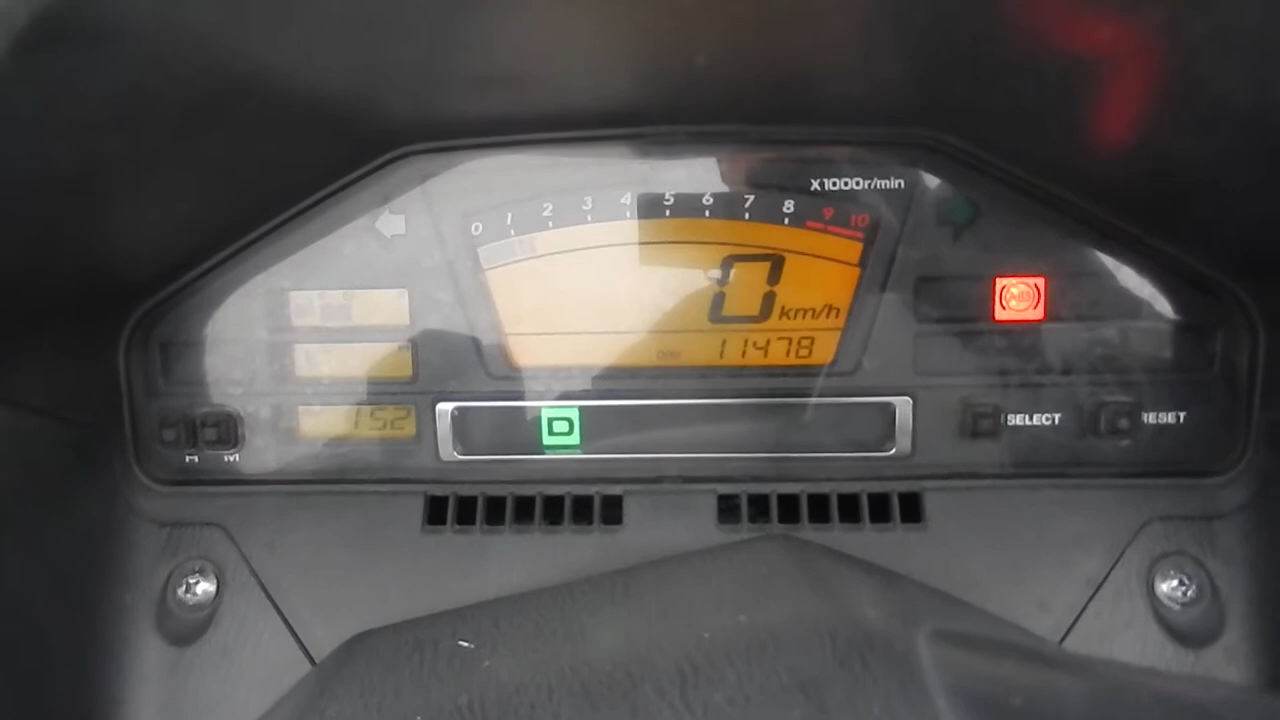 X1000r/min
0 1 2 3 4 5 6 7 8 9 10
0 km/h
ABS
11478
152
D
SELECT
RESET
H M